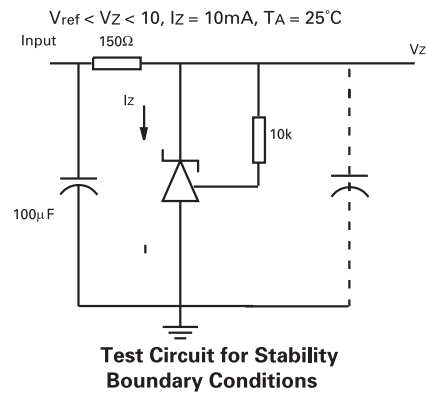 Vref < VZ < 10, IZ = 10mA, TA = 25°C
Input
150Ω
VZ
IZ
10k
100μF
Test Circuit for Stability
Boundary Conditions